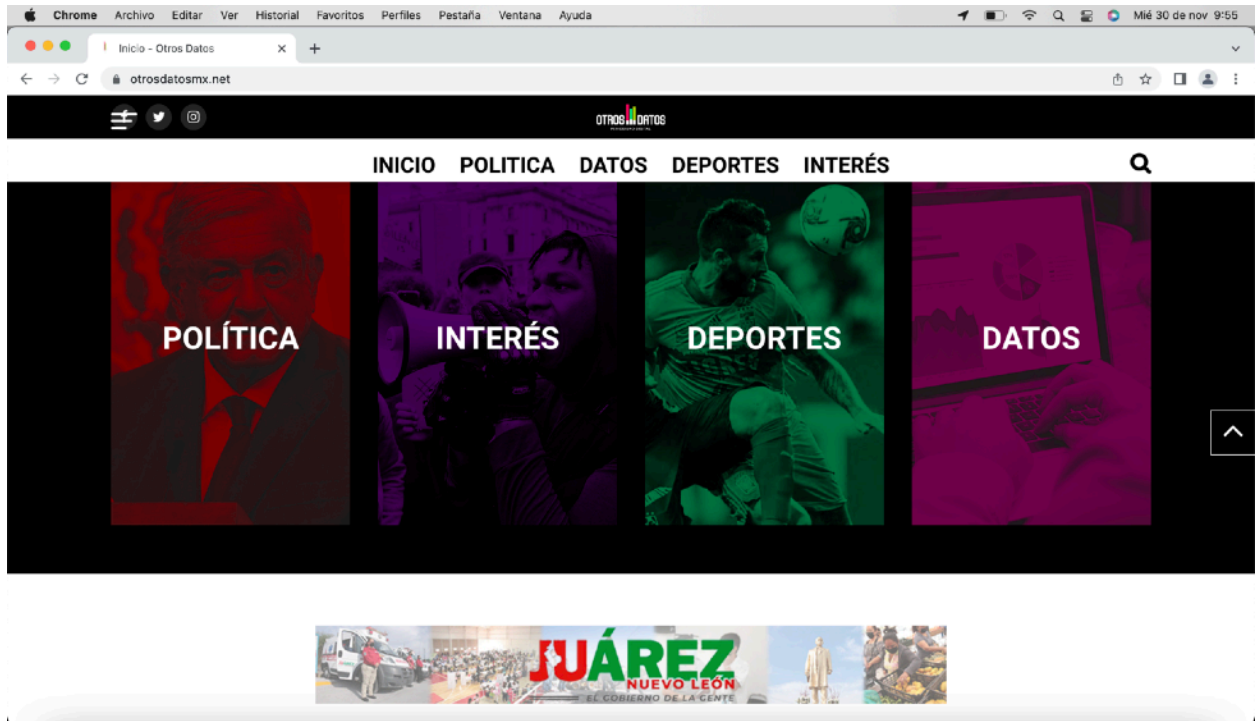 Chrome Archivo Editar Ver Historial Favoritos Perfiles Pestaña Ventana Ayuda Mié 30 de nov 9:55
Inicio - Otros Datos
otrosdatosmx.net
OTROS DATOS
INICIO POLITICA DATOS DEPORTES INTERÉS
POLÍTICA INTERÉS DEPORTES DATOS
JUÁREZ
NUEVO LEÓN
EL GOBIERNO DE LA GENTE